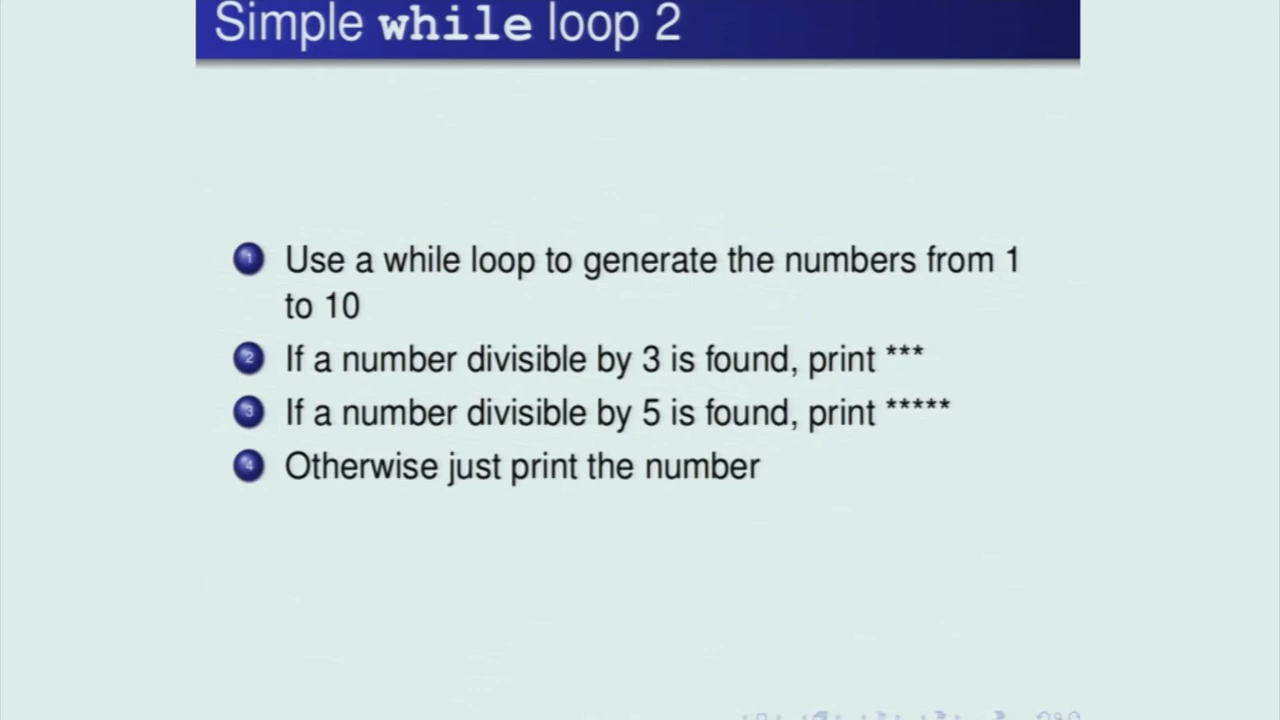 Simple while loop 2
1 Use a while loop to generate the numbers from 1
to 10
2 If a number divisible by 3 is found, print ***
3 If a number divisible by 5 is found, print *****
4 Otherwise just print the number